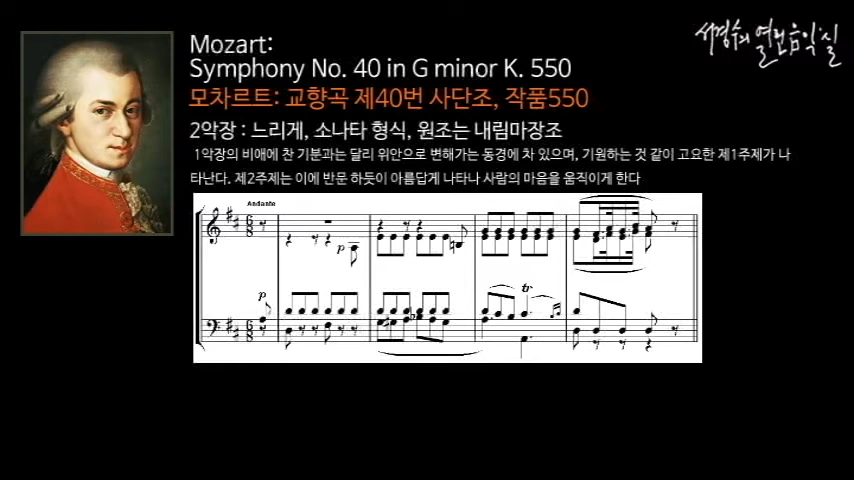 서경수의 열린음악실
Mozart:
Symphony No. 40 in G minor K. 550
모차르트: 교향곡 제40번 사단조, 작품550
2악장 : 느리게, 소나타 형식, 원조는 내림마장조
1악장의 비애에 찬 기분과는 달리 위안으로 변해가는 동경에 차 있으며, 기원하는 것 같이 고요한 제1주제가 나
타난다. 제2주제는 이에 반문 하듯이 아름답게 나타나 사람의 마음을 움직이게 한다
Andante
p
p
tr